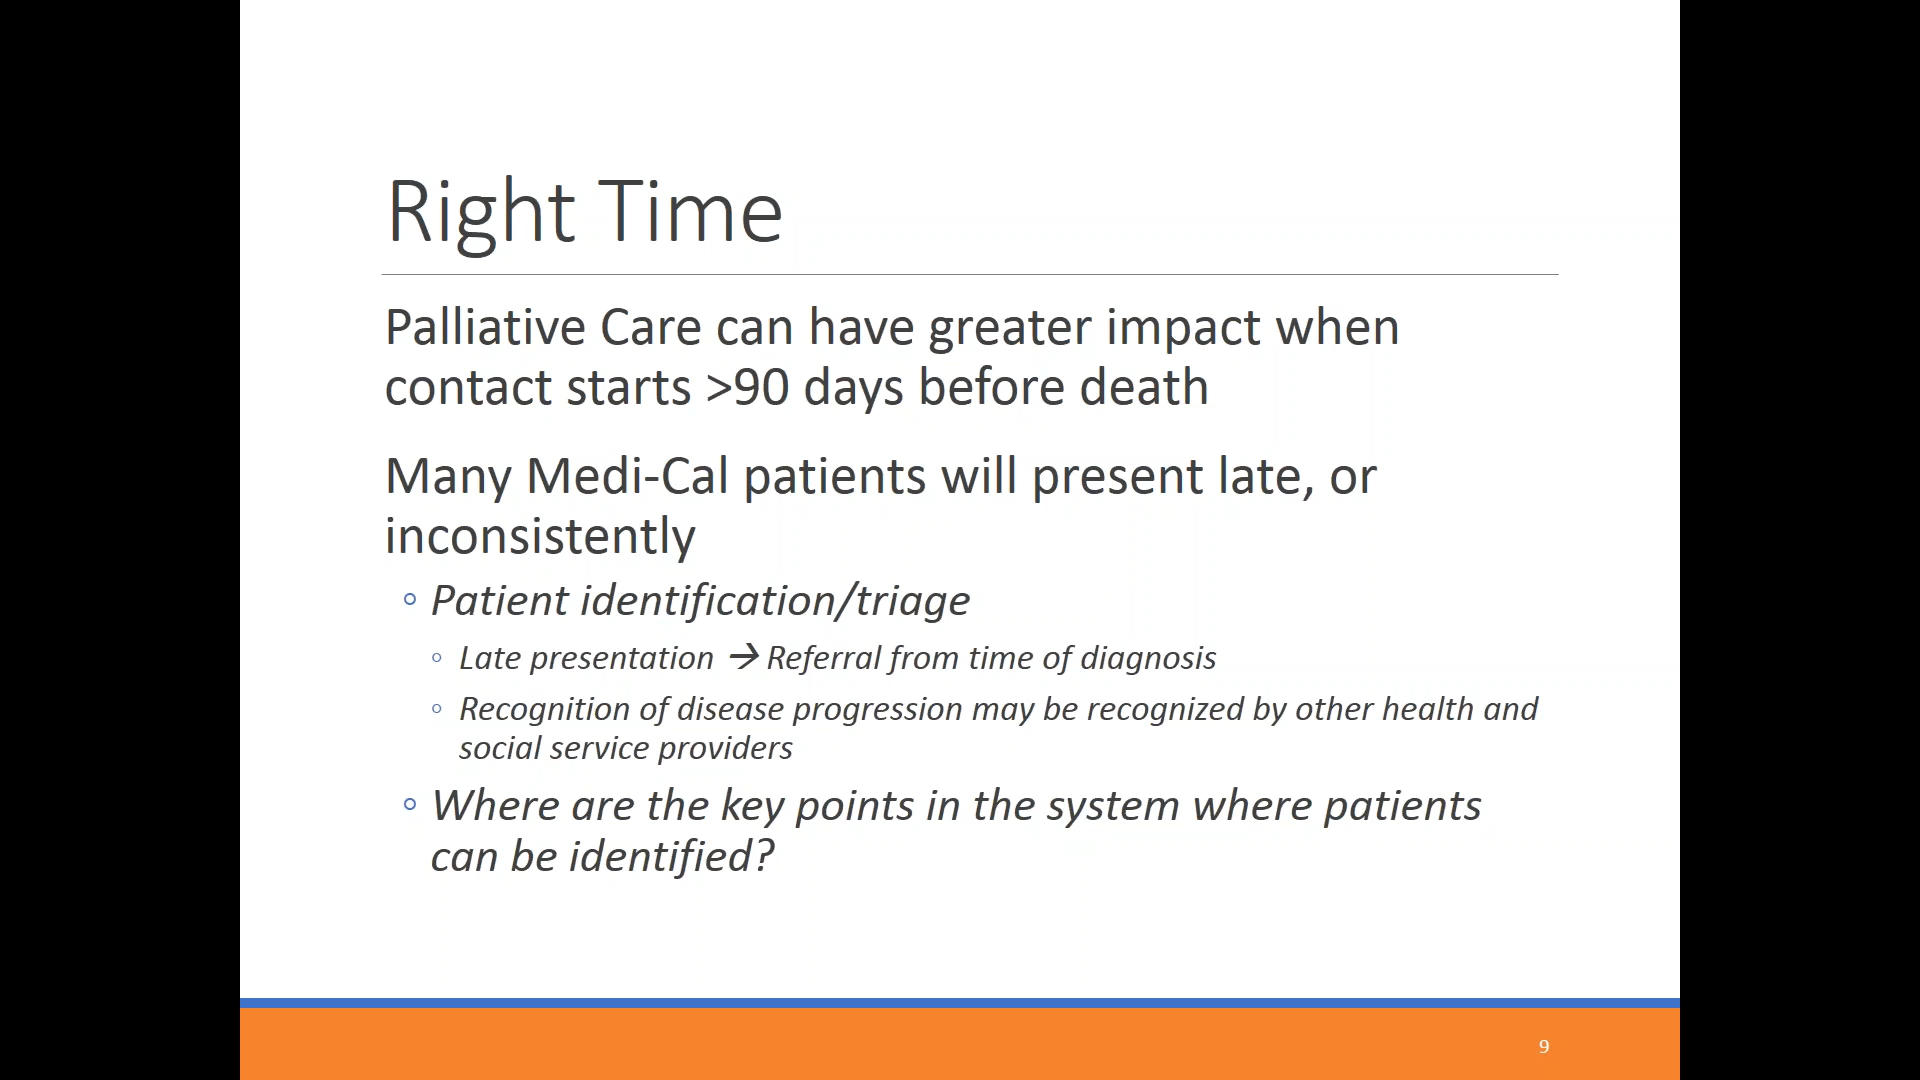 Right Time
Palliative Care can have greater impact when
contact starts >90 days before death
Many Medi-Cal patients will present late, or
inconsistently
◦ Patient identification/triage
◦ Late presentation → Referral from time of diagnosis
◦ Recognition of disease progression may be recognized by other health and
social service providers
◦ Where are the key points in the system where patients
can be identified?
9